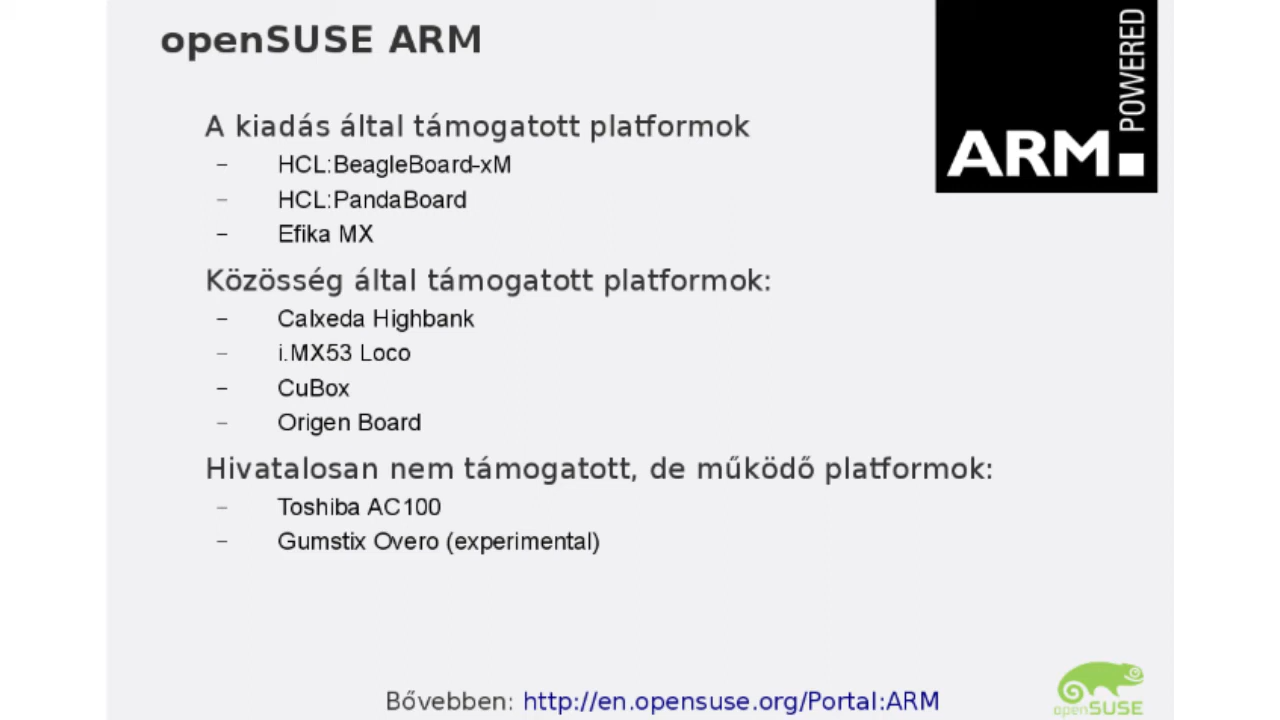 openSUSE ARM
POWERED
ARM
A kiadás által támogatott platformok
– HCL:BeagleBoard-xM
– HCL:PandaBoard
– Efika MX
Közösség által támogatott platformok:
– Calxeda Highbank
– i.MX53 Loco
– CuBox
– Origen Board
Hivatalosan nem támogatott, de működő platformok:
– Toshiba AC100
– Gumstix Overo (experimental)
Bővebben: http://en.opensuse.org/Portal:ARM
openSUSE